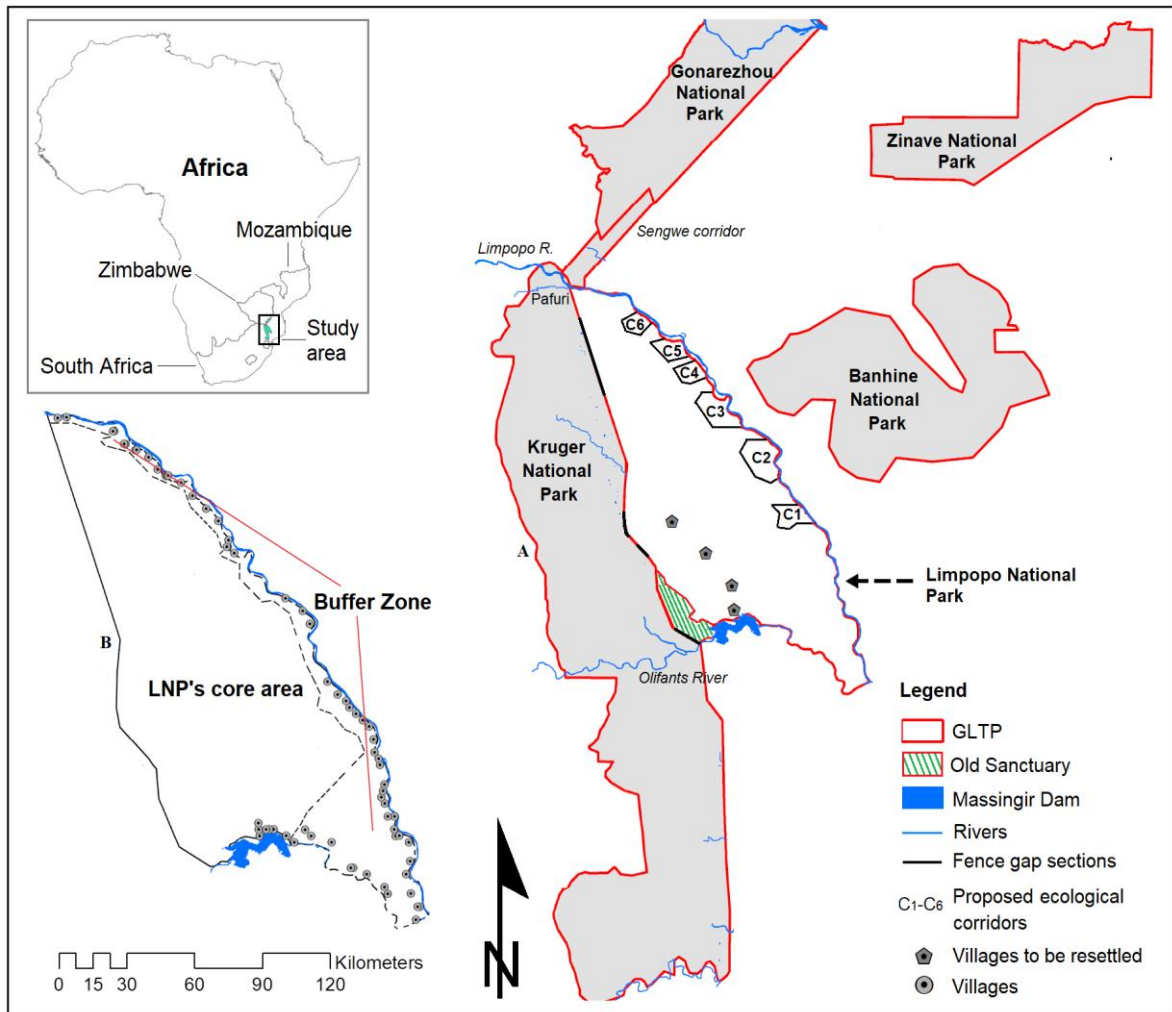 Africa
Mozambique
Zimbabwe
Study
area
South Africa
Gonarezhou
National
Park
Zinave National
Park
Sengwe corridor
Limpopo R.
Pafuri
C6
C5
C4
C3
C2
C1
Banhine
National
Park
Kruger
National
Park
A
Limpopo National
Park
Olifants River
Buffer Zone
B
LNP's core area
Kilometers
0 15 30 60 90 120
N
Legend
GLTP
Old Sanctuary
Massingir Dam
Rivers
Fence gap sections
C1-C6 Proposed ecological
corridors
Villages to be resettled
Villages